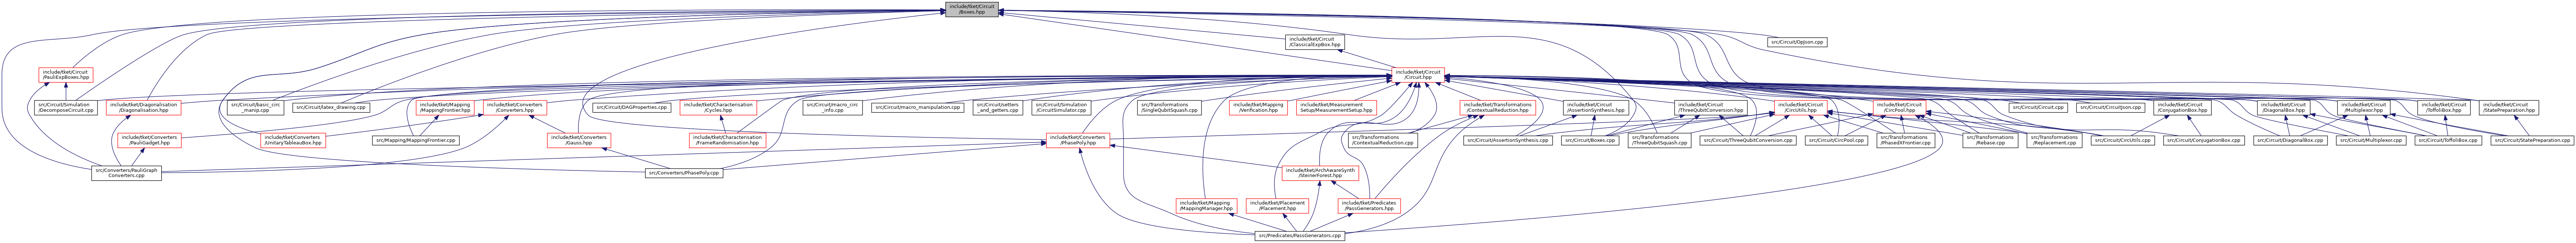 include/tket/Circuit
/Boxes.hpp
include/tket/Circuit
/ClassicalExpBox.hpp
src/Circuit/OpJson.cpp
include/tket/Circuit
/PauliExpBoxes.hpp
include/tket/Circuit
/Circuit.hpp
src/Circuit/Simulation
/DecomposeCircuit.cpp
include/tket/Diagonalisation
/Diagonalisation.hpp
src/Circuit/basic_circ
_manip.cpp
src/Circuit/latex_drawing.cpp
include/tket/Mapping
/MappingFrontier.hpp
include/tket/Converters
/Converters.hpp
src/Circuit/DAGProperties.cpp
include/tket/Characterisation
/Cycles.hpp
src/Circuit/macro_circ
_info.cpp
src/Circuit/macro_manipulation.cpp
src/Circuit/setters
_and_getters.cpp
src/Circuit/Simulation
/CircuitSimulator.cpp
src/Transformations
/SingleQubitSquash.cpp
include/tket/Mapping
/Verification.hpp
include/tket/Measurement
Setup/MeasurementSetup.hpp
include/tket/Transformations
/ContextualReduction.hpp
include/tket/Circuit
/AssertionSynthesis.hpp
include/tket/Circuit
/ThreeQubitConversion.hpp
include/tket/Circuit
/CircUtils.hpp
include/tket/Circuit
/CircPool.hpp
src/Circuit/Circuit.cpp
src/Circuit/CircuitJson.cpp
include/tket/Circuit
/ConjugationBox.hpp
include/tket/Circuit
/DiagonalBox.hpp
include/tket/Circuit
/Multiplexor.hpp
include/tket/Circuit
/ToffoliBox.hpp
include/tket/Circuit
/StatePreparation.hpp
include/tket/Converters
/PauliGadget.hpp
include/tket/Converters
/UnitaryTableauBox.hpp
src/Mapping/MappingFrontier.cpp
include/tket/Converters
/Gauss.hpp
include/tket/Characterisation
/FrameRandomisation.hpp
include/tket/Converters
/PhasePoly.hpp
src/Transformations
/ContextualReduction.cpp
src/Circuit/AssertionSynthesis.cpp
src/Circuit/Boxes.cpp
src/Transformations
/ThreeQubitSquash.cpp
src/Circuit/ThreeQubitConversion.cpp
src/Circuit/CircPool.cpp
src/Transformations
/PhasedXFrontier.cpp
src/Transformations
/Rebase.cpp
src/Transformations
/Replacement.cpp
src/Circuit/CircUtils.cpp
src/Circuit/ConjugationBox.cpp
src/Circuit/DiagonalBox.cpp
src/Circuit/Multiplexor.cpp
src/Circuit/ToffoliBox.cpp
src/Circuit/StatePreparation.cpp
src/Converters/PauliGraph
Converters.cpp
src/Converters/PhasePoly.cpp
include/tket/ArchAwareSynth
/SteinerForest.hpp
include/tket/Mapping
/MappingManager.hpp
include/tket/Placement
/Placement.hpp
include/tket/Predicates
/PassGenerators.hpp
src/Predicates/PassGenerators.cpp